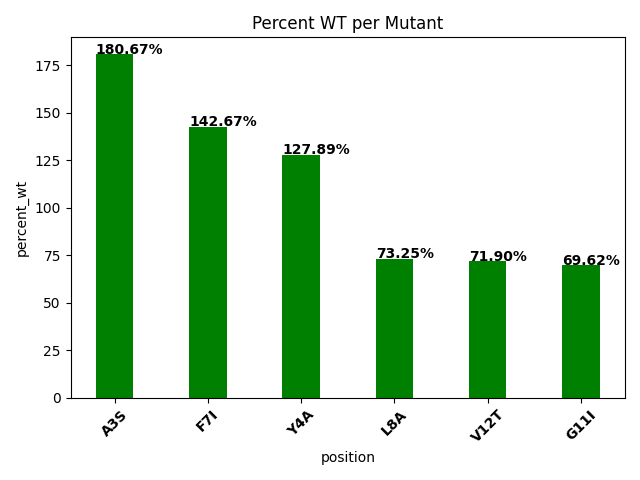 Percent WT per Mutant
180.67%
142.67%
127.89%
73.25%
71.90%
69.62%
175
150
125
100
75
50
25
0
percent_wt
A3S
F7I
Y4A
L8A
V12T
G11I
position